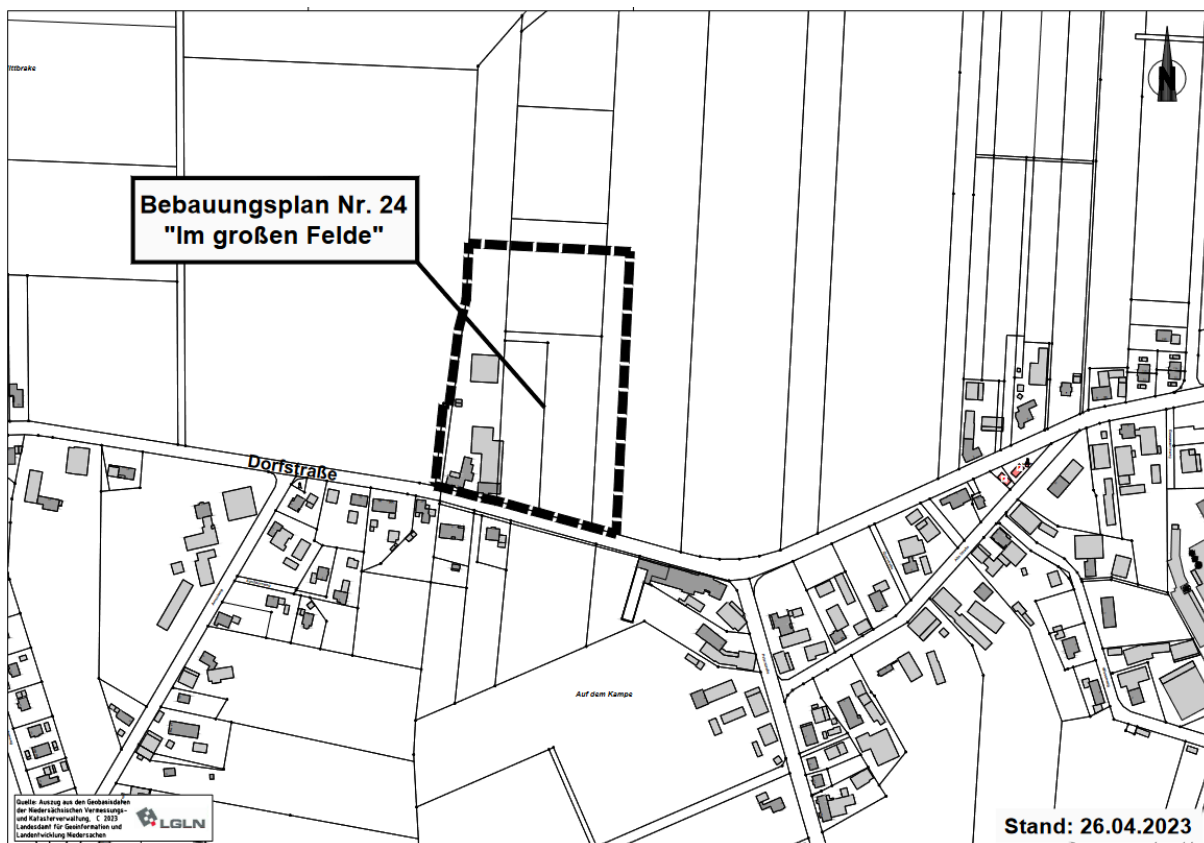 ittbrake
N
Bebauungsplan Nr. 24
"Im großen Felde"
Dorfstraße
Auf dem Kampe
Quelle: Auszug aus den Geobasisdaten
der Niedersächsischen Vermessungs-
und Katasterverwaltung, C 2023
Landesamt für Geoinformation und
Landentwicklung Niedersachen
LGLN
Stand: 26.04.2023